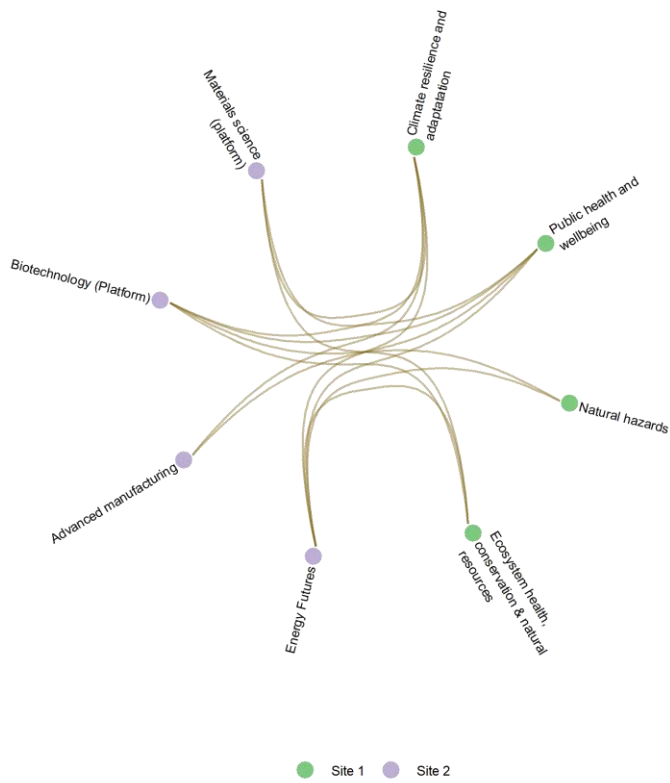 Climate resilience and
adaptatation
Materials science
(platform)
Public health and
wellbeing
Biotechnology (Platform)
Natural hazards
Advanced manufacturing
Ecosystem health,
conservation & natural
resources
Energy Futures
Site 1
Site 2